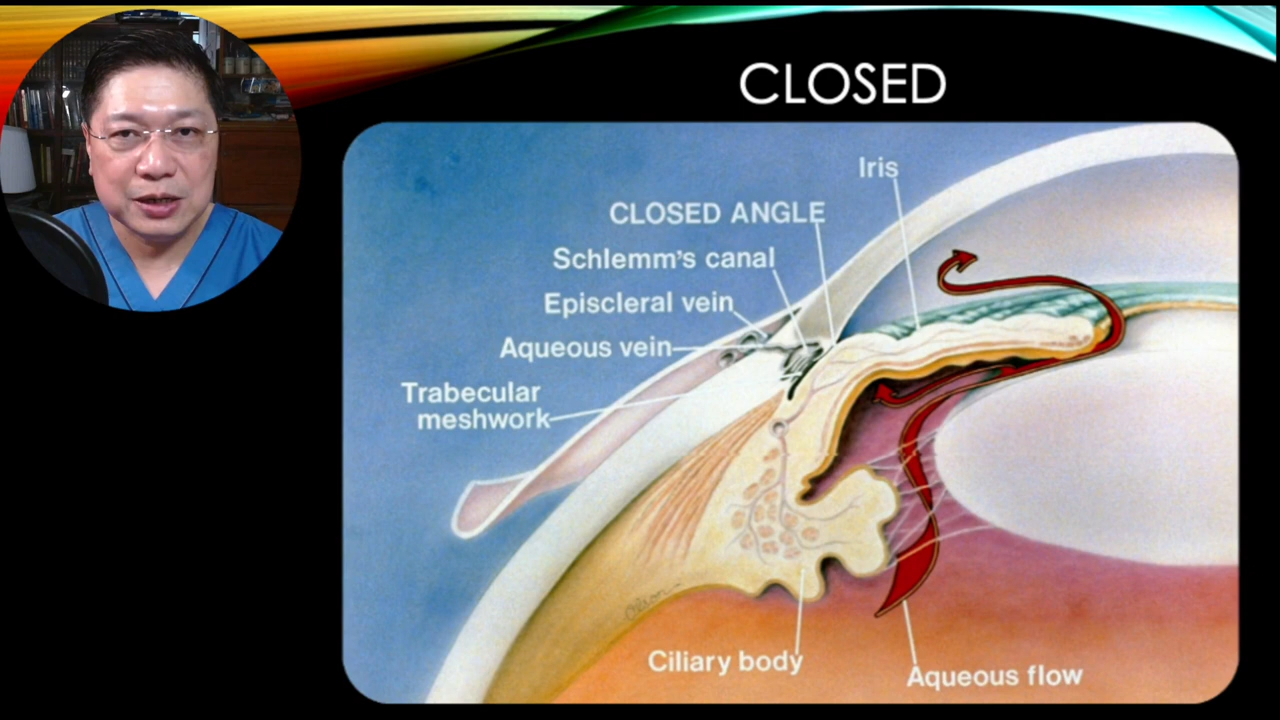 CLOSED
Iris
CLOSED ANGLE
Schlemm's canal
Episcleral vein
Aqueous vein
Trabecular
meshwork
Ciliary body
Aqueous flow